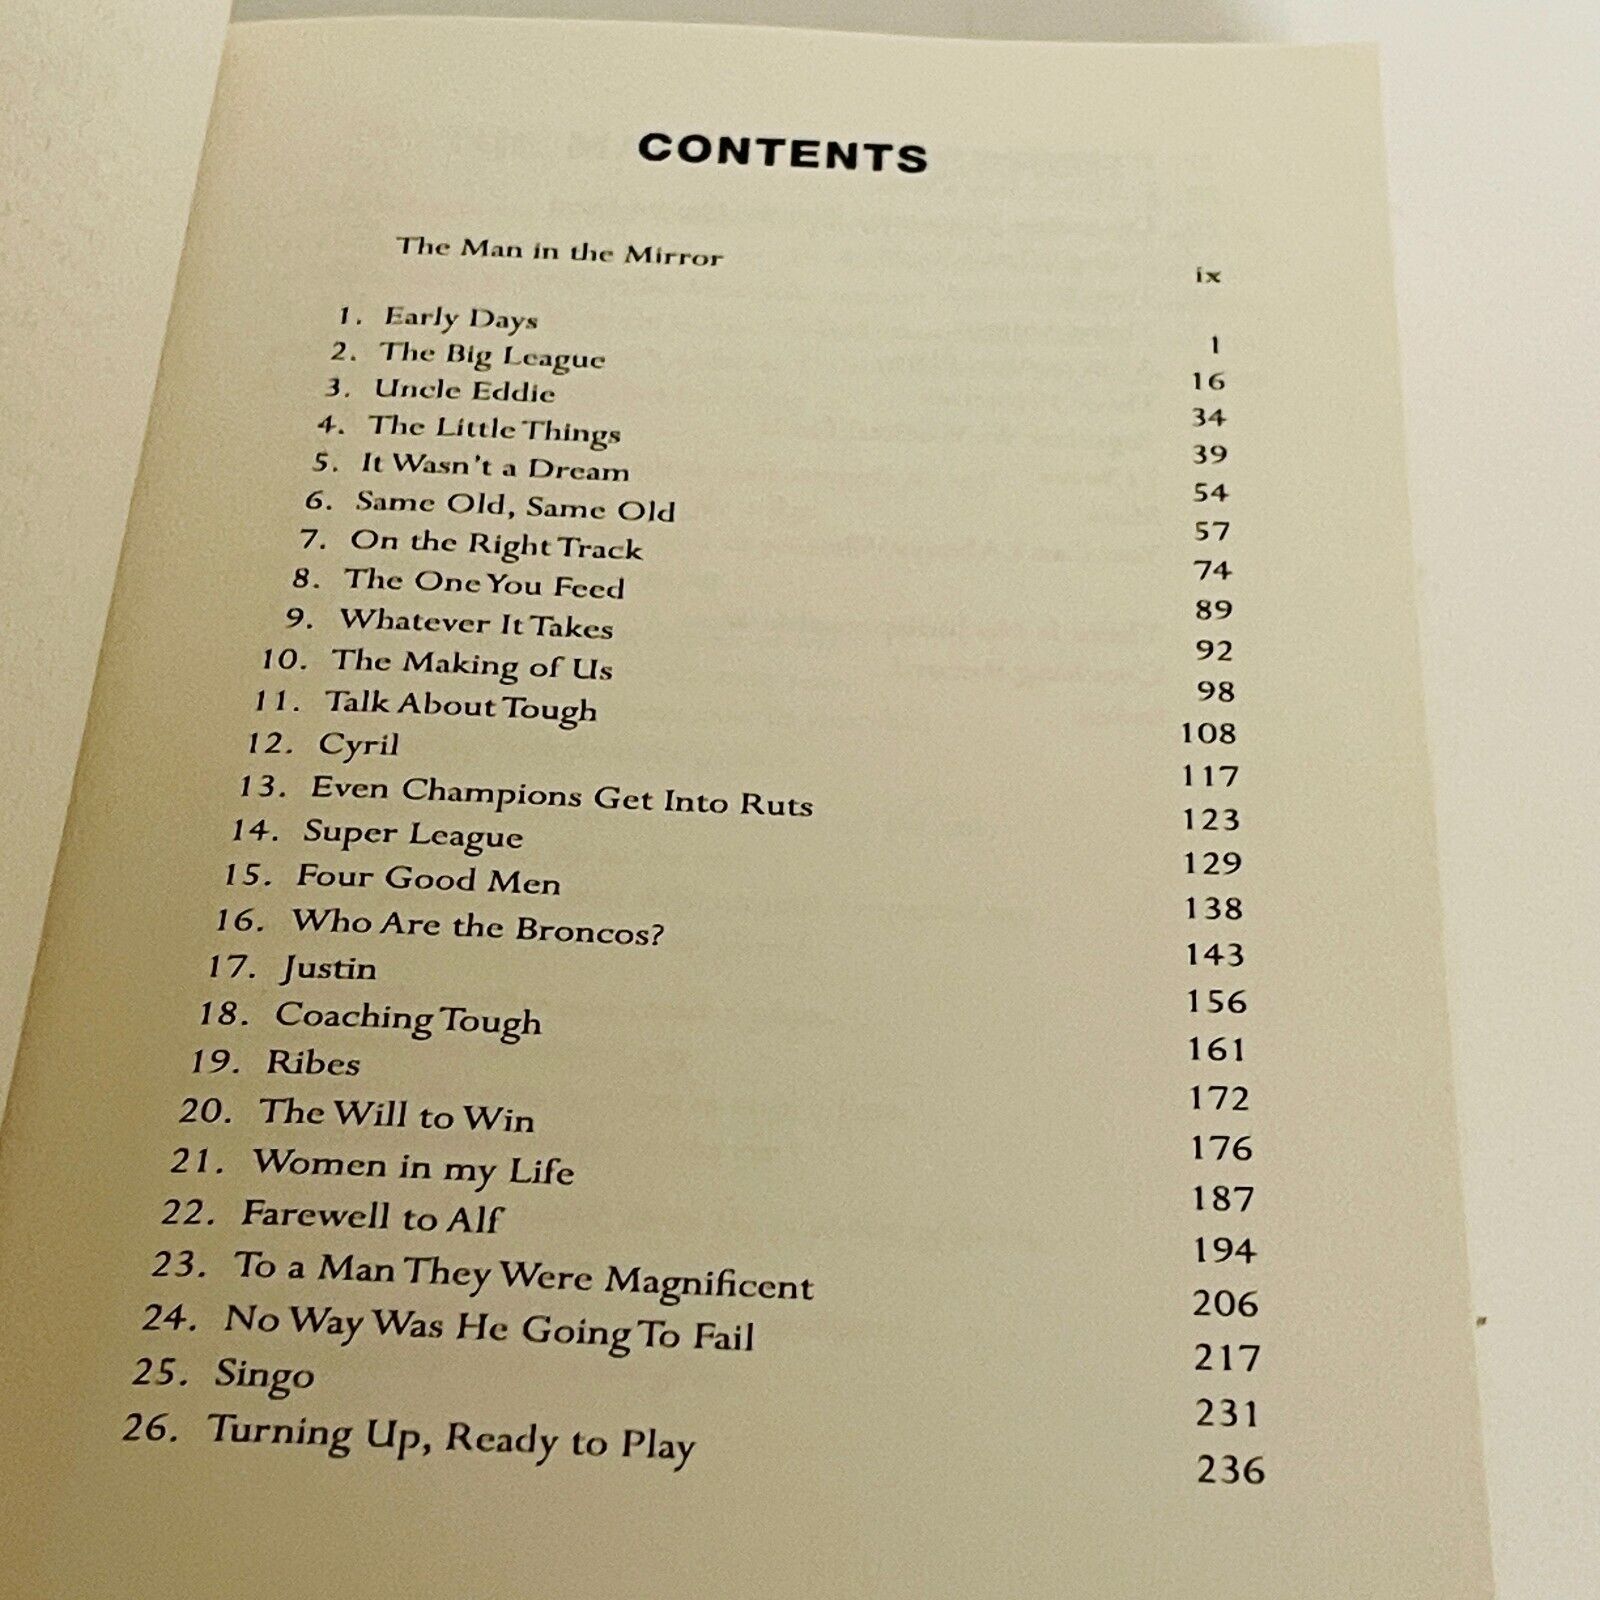 CONTENTS
The Man in the Mirror ix
1. Early Days 1
2. The Big League 16
3. Uncle Eddie 34
4. The Little Things 39
5. It Wasn't a Dream 54
6. Same Old, Same Old 57
7. On the Right Track 74
8. The One You Feed 89
9. Whatever It Takes 92
10. The Making of Us 98
11. Talk About Tough 108
12. Cyril 117
13. Even Champions Get Into Ruts 123
14. Super League 129
15. Four Good Men 138
16. Who Are the Broncos? 143
17. Justin 156
18. Coaching Tough 161
19. Ribes 172
20. The Will to Win 176
21. Women in my Life 187
22. Farewell to Alf 194
23. To a Man They Were Magnificent 206
24. No Way Was He Going To Fail 217
25. Singo 231
26. Turning Up, Ready to Play 236